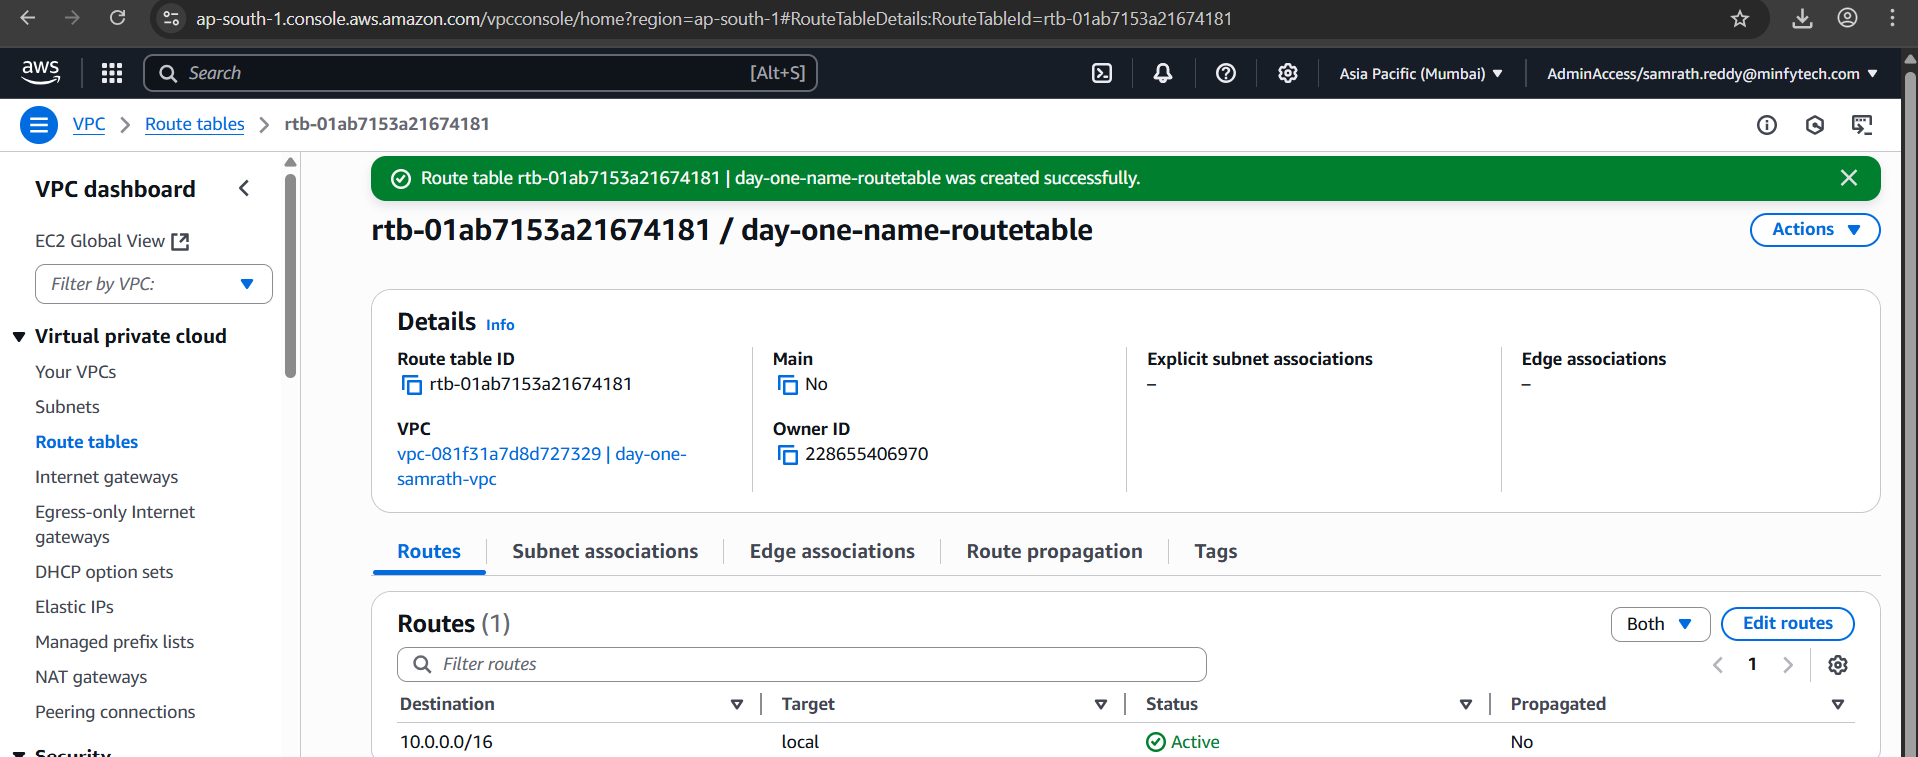 ap-south-1.console.aws.amazon.com/vpcconsole/home?region=ap-south-1#RouteTableDetails:RouteTableId=rtb-01ab7153a21674181
aws
Search [Alt+S]
Asia Pacific (Mumbai)
AdminAccess/samrath.reddy@minfytech.com
VPC
Route tables
rtb-01ab7153a21674181
VPC dashboard
EC2 Global View
Filter by VPC:
Virtual private cloud
Your VPCs
Subnets
Route tables
Internet gateways
Egress-only Internet
gateways
DHCP option sets
Elastic IPs
Managed prefix lists
NAT gateways
Peering connections
Security
Route table rtb-01ab7153a21674181 | day-one-name-routetable was created successfully.
rtb-01ab7153a21674181 / day-one-name-routetable
Actions
Details Info
Route table ID
rtb-01ab7153a21674181
Main
No
Explicit subnet associations
–
Edge associations
–
VPC
vpc-081f31a7d8d727329 | day-one-
samrath-vpc
Owner ID
228655406970
Routes
Subnet associations
Edge associations
Route propagation
Tags
Routes (1)
Both
Edit routes
Filter routes
1
Destination Target Status Propagated
10.0.0.0/16 local Active No